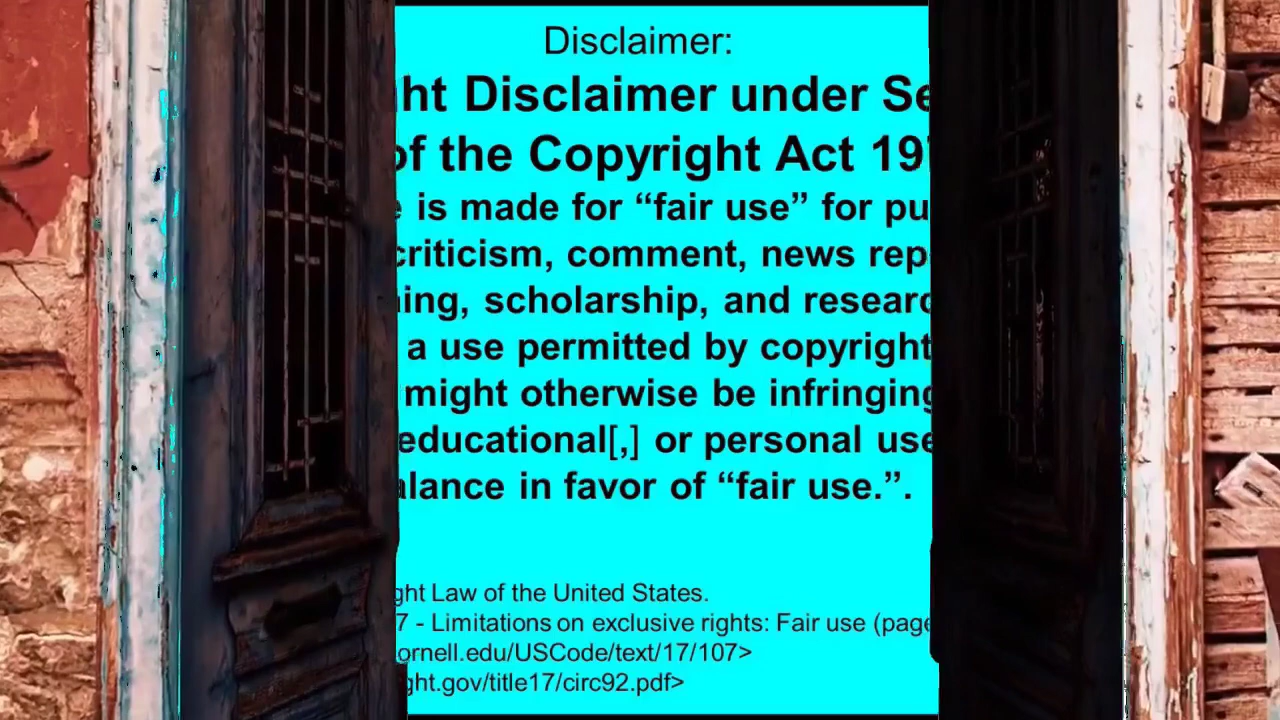 Disclaimer:
ht Disclaimer under Se
of the Copyright Act 19
is made for “fair use” for pu
criticism, comment, news rep
ing, scholarship, and researc
a use permitted by copyright
might otherwise be infringing
educational[,] or personal use
alance in favor of “fair use.”.
ght Law of the United States.
7 - Limitations on exclusive rights: Fair use (page
ornell.edu/USCode/text/17/107>
ght.gov/title17/circ92.pdf>